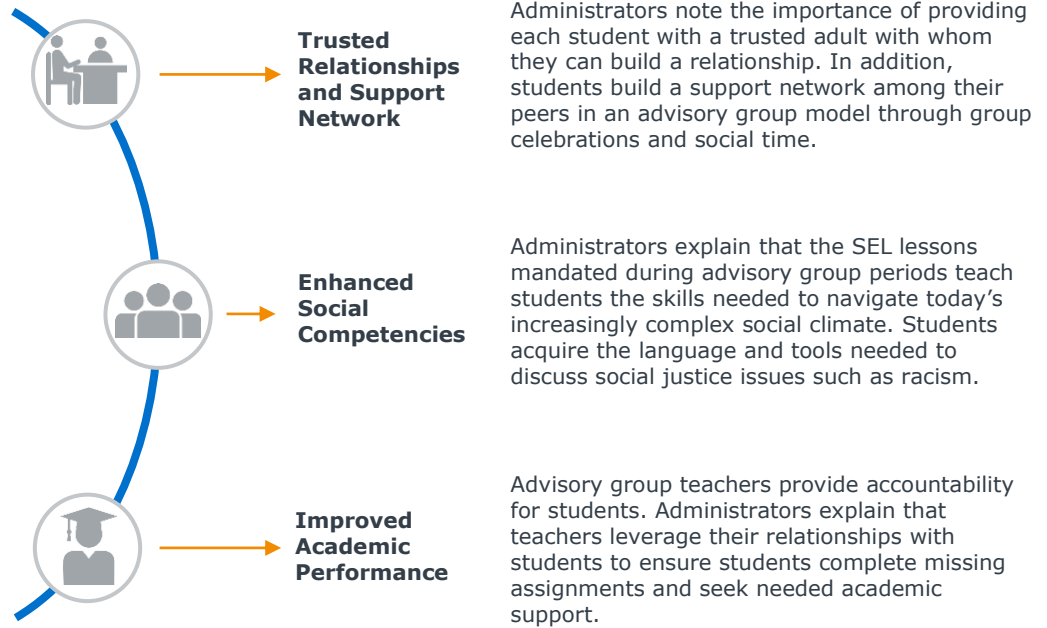 Trusted
Relationships
and Support
Network
Administrators note the importance of providing
each student with a trusted adult with whom
they can build a relationship. In addition,
students build a support network among their
peers in an advisory group model through group
celebrations and social time.
Enhanced
Social
Competencies
Administrators explain that the SEL lessons
mandated during advisory group periods teach
students the skills needed to navigate today’s
increasingly complex social climate. Students
acquire the language and tools needed to
discuss social justice issues such as racism.
Improved
Academic
Performance
Advisory group teachers provide accountability
for students. Administrators explain that
teachers leverage their relationships with
students to ensure students complete missing
assignments and seek needed academic
support.